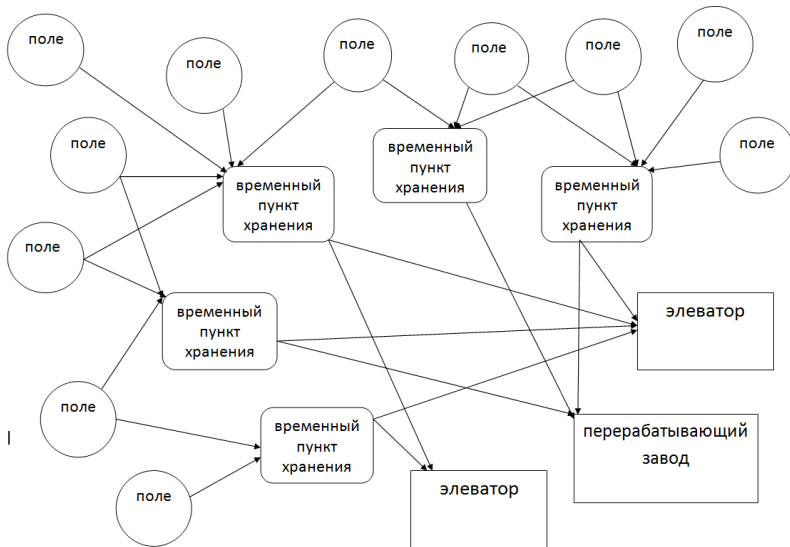 поле
поле
поле
поле
поле
поле
поле
поле
временный
пункт
хранения
временный
пункт
хранения
временный
пункт
хранения
поле
поле
временный
пункт
хранения
элеватор
поле
временный
пункт
хранения
перерабатывающий
завод
поле
элеватор